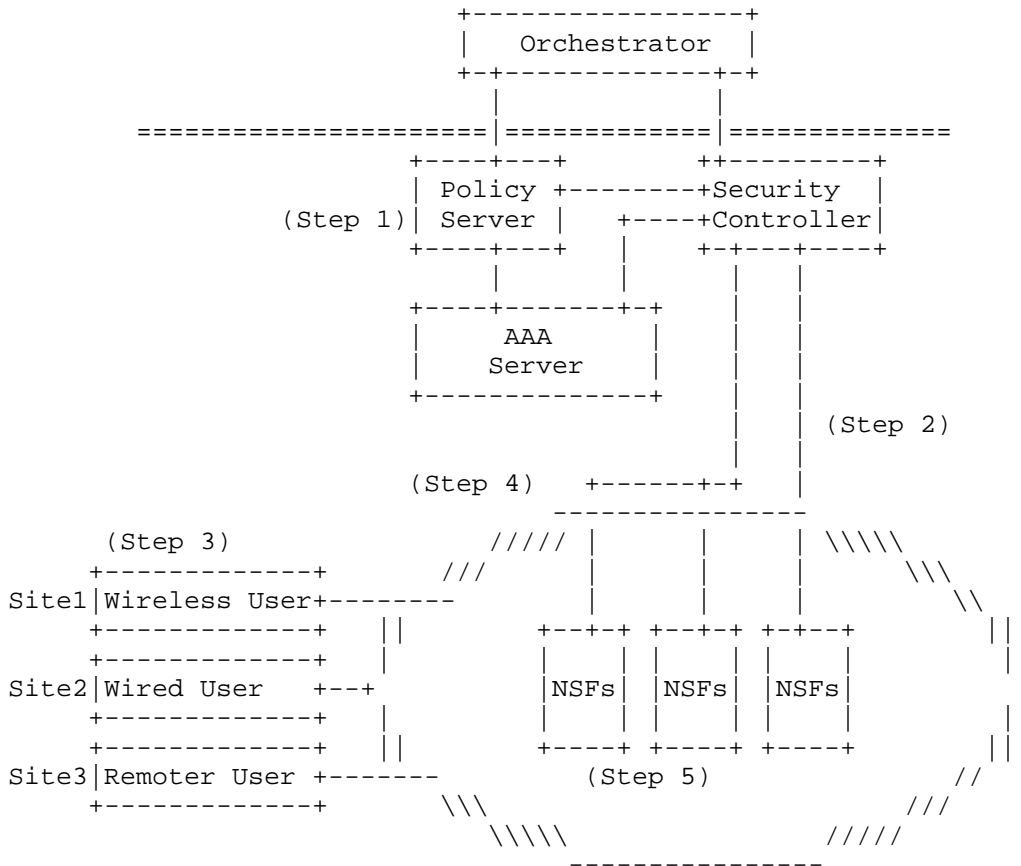 Orchestrator
Policy Security
(Step 1) Server Controller
AAA
Server
(Step 2)
(Step 4)
(Step 3)
Site1 Wireless User
Site2 Wired User NSFs NSFs NSFs
Site3 Remoter User (Step 5)